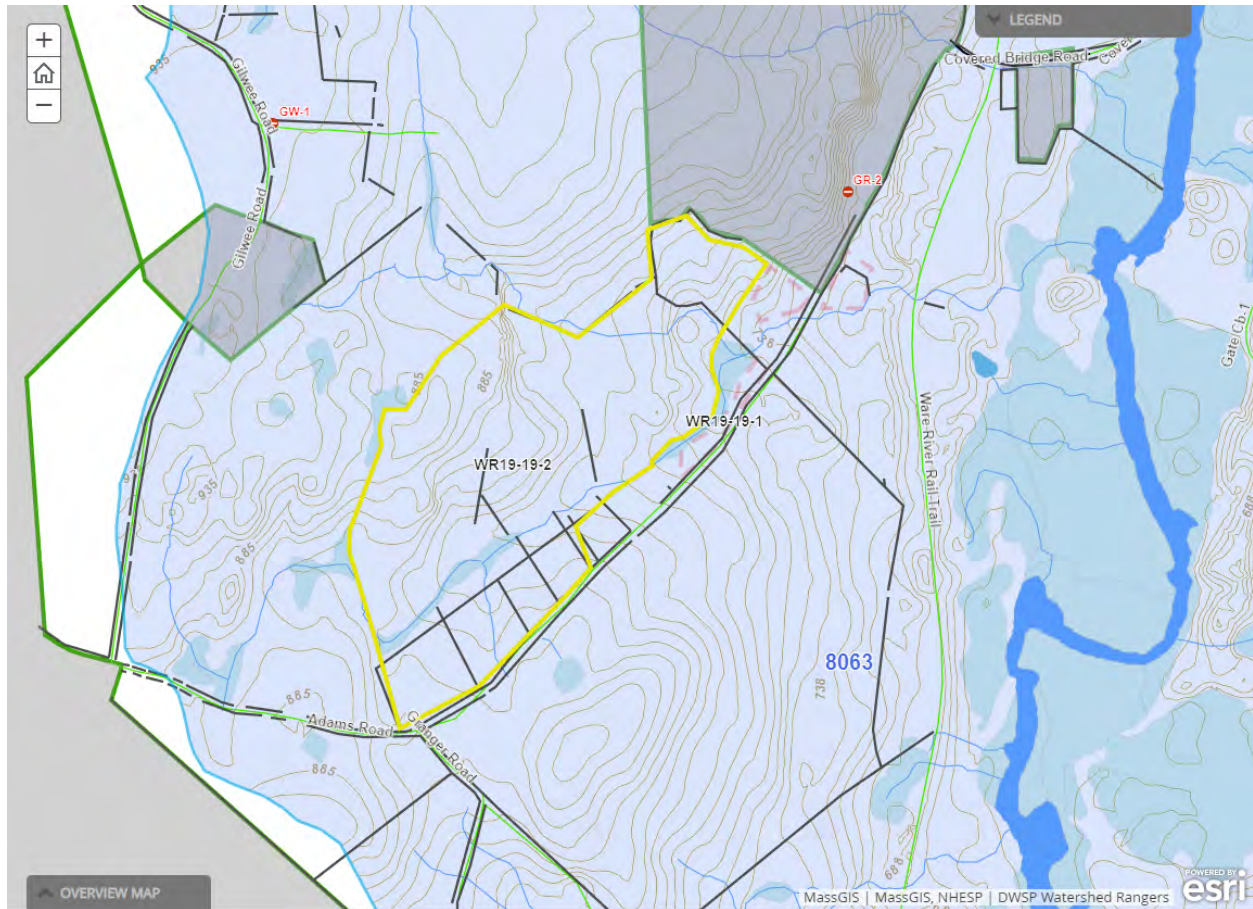 +
−
LEGEND
935
Gilwee Road
GW-1
Covered Bridge Road
GR-2
Gilwee Road
Gate Cb-1
36
885
885
WR19-19-1
Ware-River Rail-Trail
WR19-19-2
935
885
8063
738
885
Adams Road
Granger Road
885
688
OVERVIEW MAP
MassGIS | MassGIS, NHESP | DWSP Watershed Rangers
POWERED BY
esri